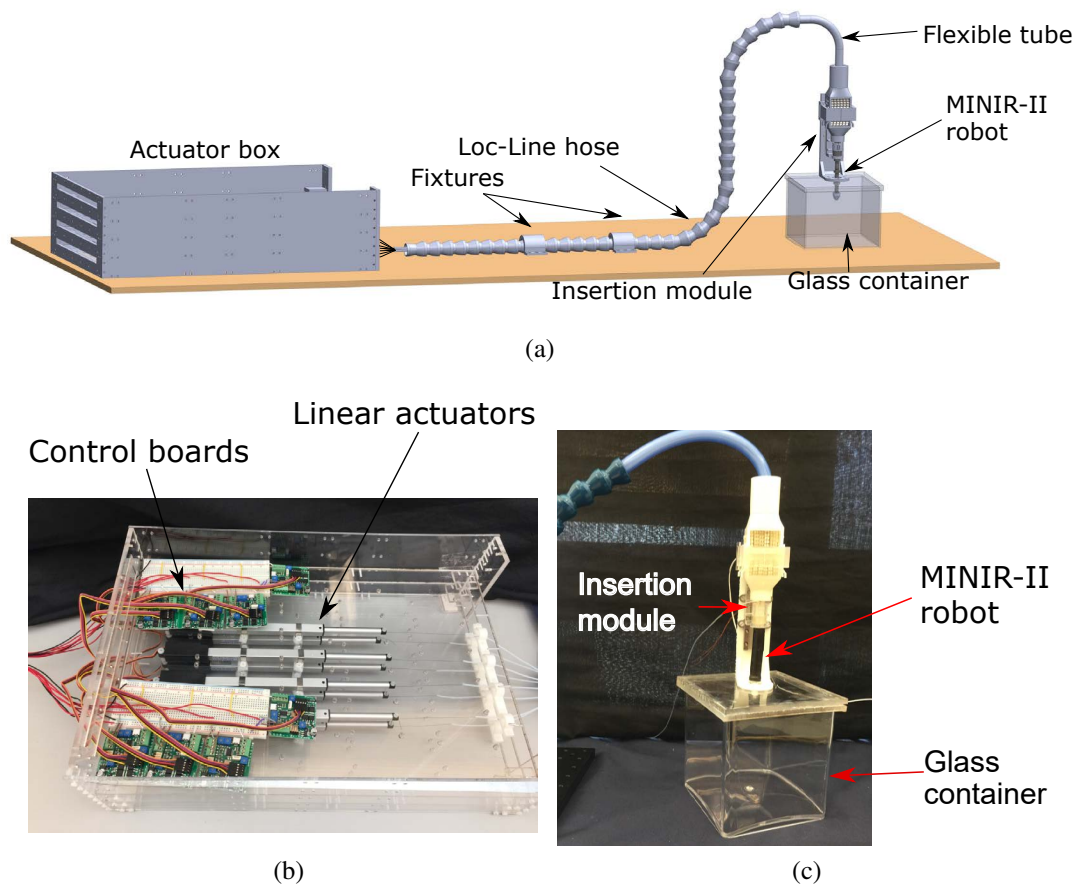 Flexible tube
MINIR-II
robot
Actuator box
Loc-Line hose
Fixtures
Insertion module
Glass container
(a)
Linear actuators
Control boards
Insertion
module
MINIR-II
robot
Glass
container
(b)
(c)